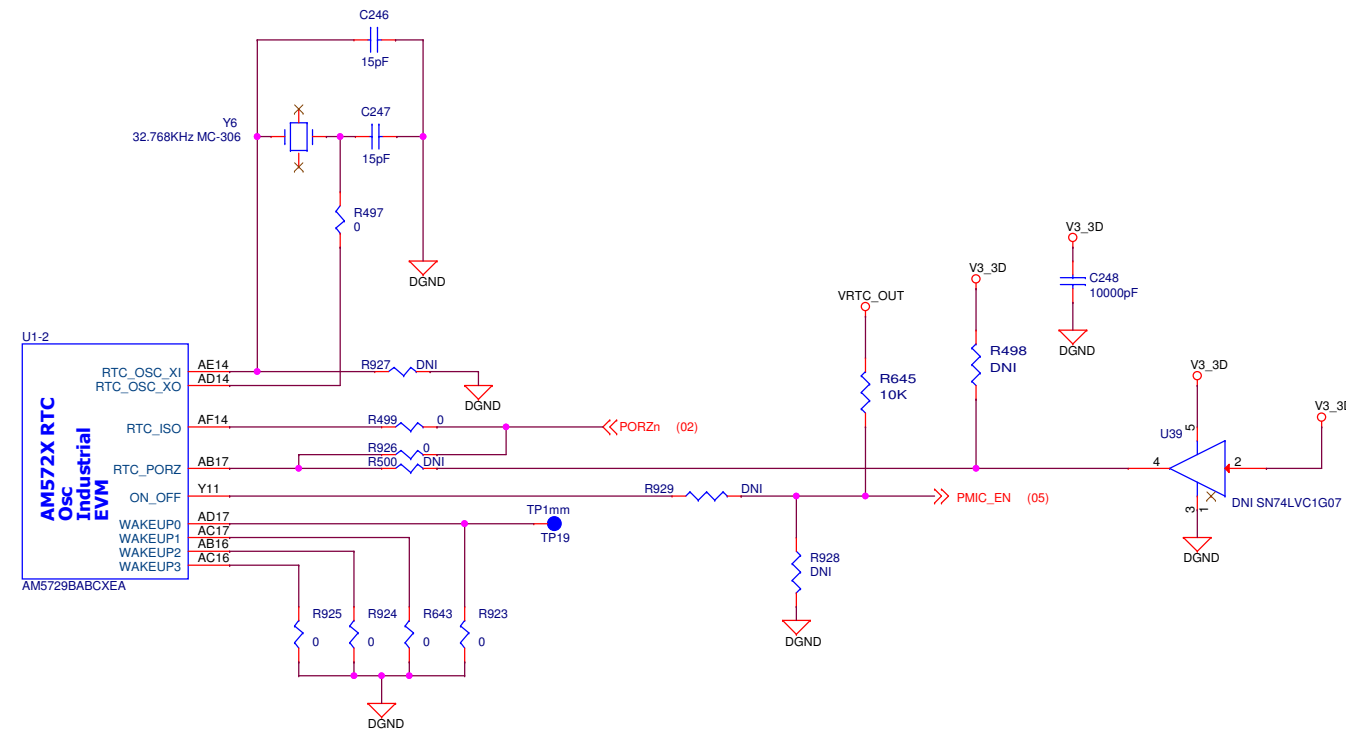 C246
15pF
Y6
32.768KHz MC-306
C247
15pF
R497
0
DGND
V3_3D
C248
10000pF
DGND
V3_3D
VRTC_OUT
R498
DNI
R645
10K
U1-2
AM572X RTC
Osc
Industrial
EVM
RTC_OSC_XI
AE14
RTC_OSC_XO
AD14
R927
DNI
DGND
RTC_ISO
AF14
R499
0
PORZn (02)
R926
0
RTC_PORZ
AB17
R500
DNI
ON_OFF
Y11
R929
DNI
PMIC_EN (05)
WAKEUP0
AD17
TP1mm
TP19
WAKEUP1
AC17
WAKEUP2
AB16
WAKEUP3
AC16
AM5729BABCXEA
R928
DNI
DGND
V3_3D
V3_3D
U39
5
4
2
3
1
DNI SN74LVC1G07
DGND
R925
0
R924
0
R643
0
R923
0
DGND